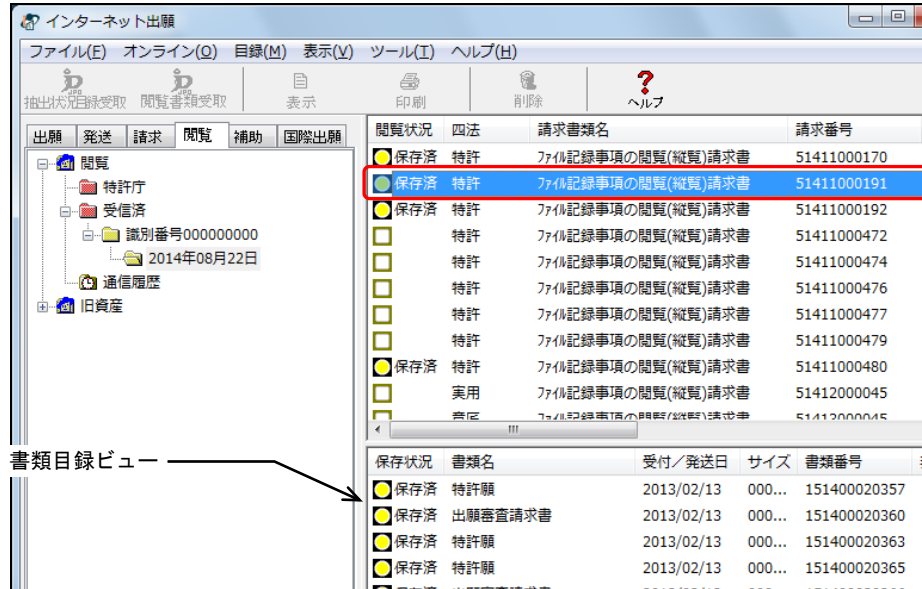 インターネット出願
ファイル(F) オンライン(O) 目録(M) 表示(V) ツール(T) ヘルプ(H)
抽出状況目録受取 閲覧書類受取 表示 印刷 削除 ヘルプ
出願 発送 請求 閲覧 補助 国際出願
閲覧
特許庁
受信済
識別番号000000000
2014年08月22日
通信履歴
旧資産
閲覧状況 四法 請求書類名 請求番号
保存済 特許 ファイル記録事項の閲覧(縦覧)請求書 51411000170
保存済 特許 ファイル記録事項の閲覧(縦覧)請求書 51411000191
保存済 特許 ファイル記録事項の閲覧(縦覧)請求書 51411000192
特許 ファイル記録事項の閲覧(縦覧)請求書 51411000472
特許 ファイル記録事項の閲覧(縦覧)請求書 51411000474
特許 ファイル記録事項の閲覧(縦覧)請求書 51411000476
特許 ファイル記録事項の閲覧(縦覧)請求書 51411000477
特許 ファイル記録事項の閲覧(縦覧)請求書 51411000479
保存済 特許 ファイル記録事項の閲覧(縦覧)請求書 51411000480
実用 ファイル記録事項の閲覧(縦覧)請求書 51412000045
意匠 ファイル記録事項の閲覧(縦覧)請求書
書類目録ビュー
保存状況 書類名 受付/発送日 サイズ 書類番号
保存済 特許願 2013/02/13 000... 151400020357
保存済 出願審査請求書 2013/02/13 000... 151400020360
保存済 特許願 2013/02/13 000... 151400020363
保存済 特許願 2013/02/13 000... 151400020365